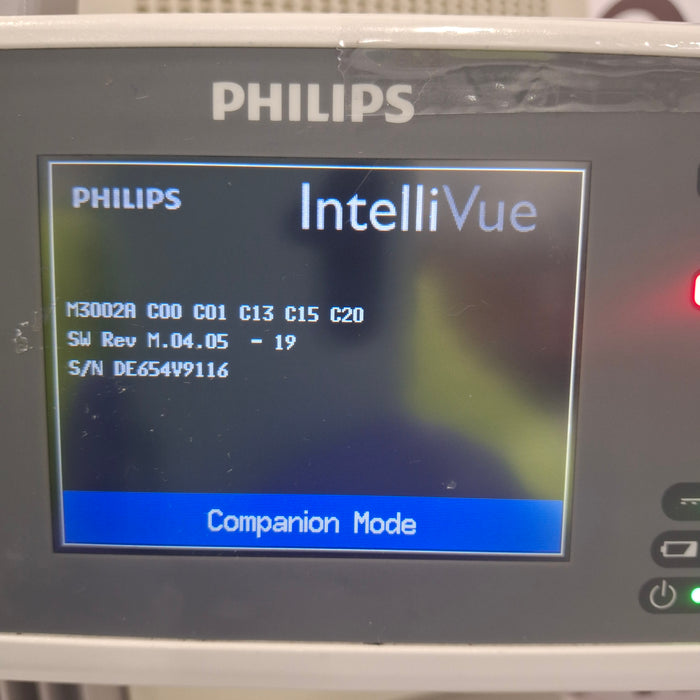 PHILIPS
PHILIPS IntelliVue
M3002A C00 C01 C13 C15 C20
SW Rev M.04.05 - 19
S/N DE654V9116
Companion Mode